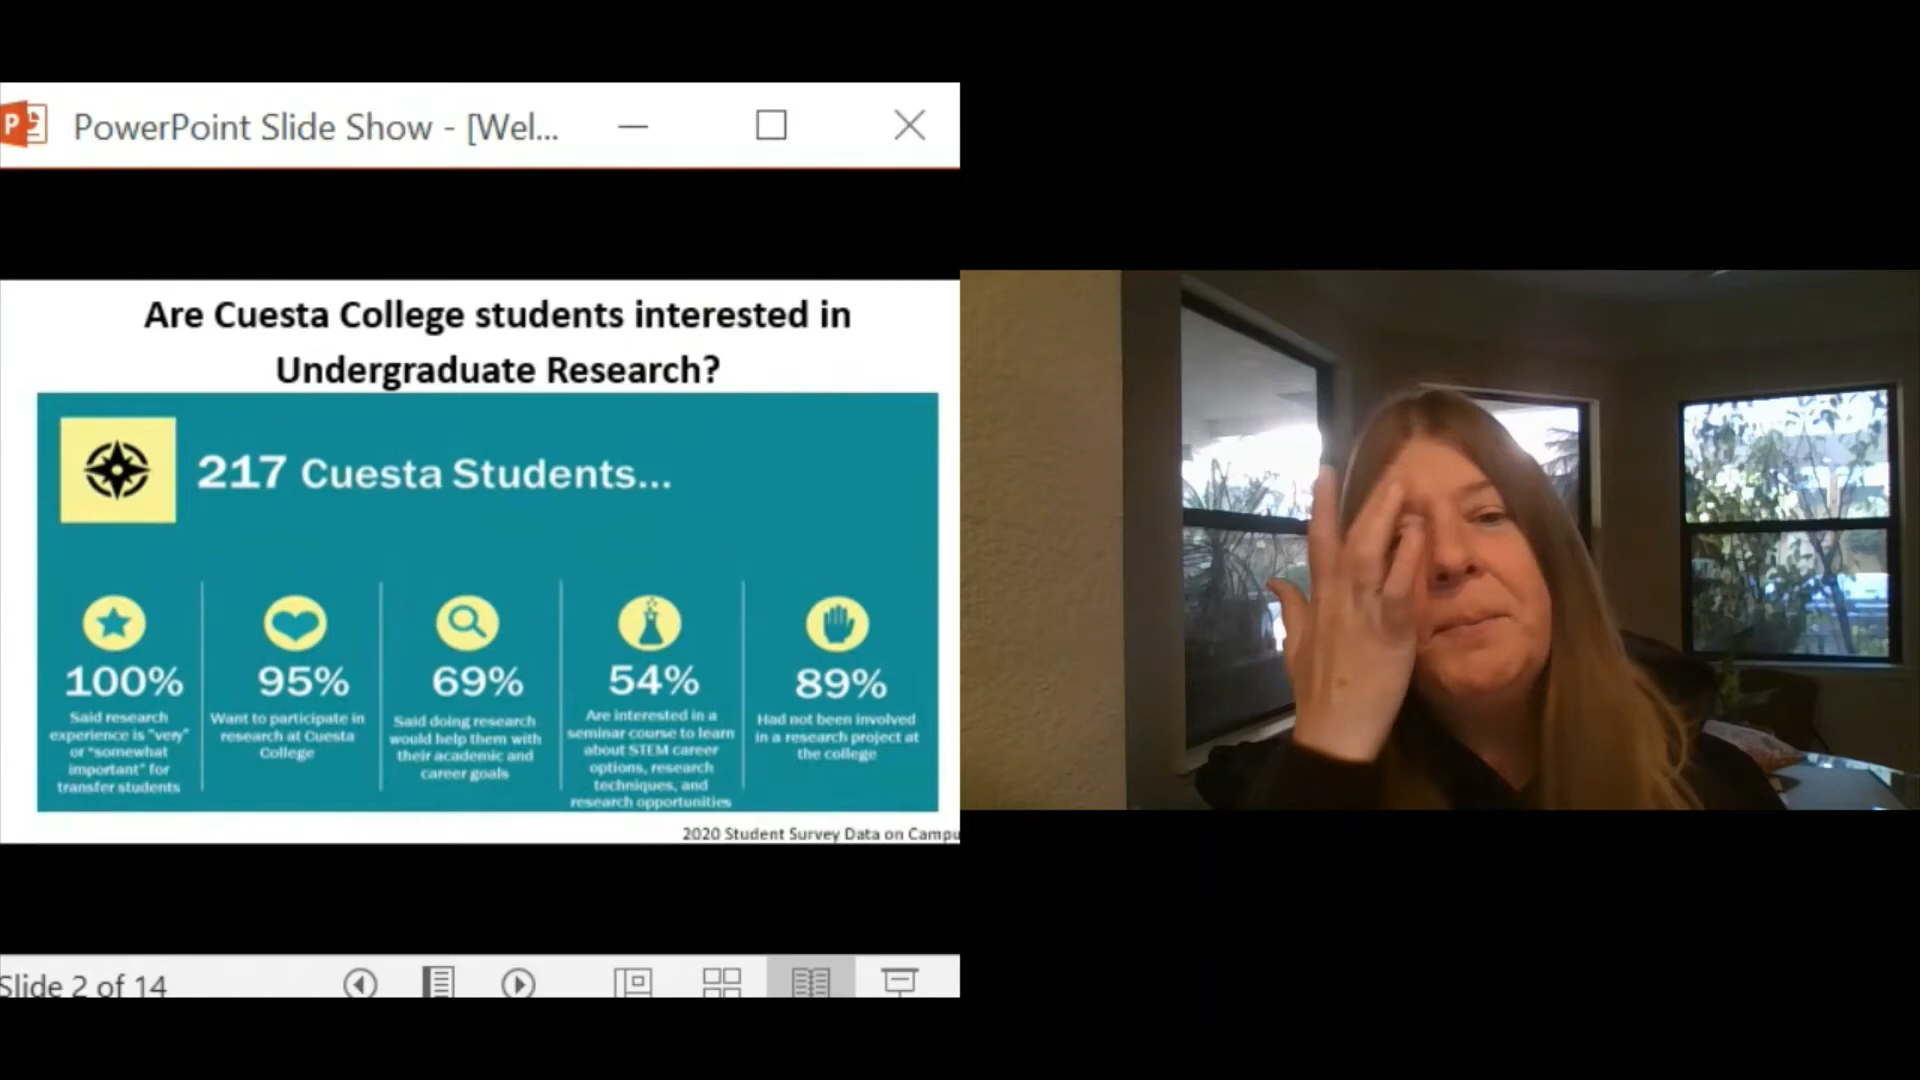 PowerPoint Slide Show - [Wel...
Are Cuesta College students interested in
Undergraduate Research?
217 Cuesta Students...
100%
Said research
experience is "very"
or "somewhat
important" for
transfer students
95%
Want to participate in
research at Cuesta
College
69%
Said doing research
would help them with
their academic and
career goals
54%
Are interested in a
seminar course to learn
about STEM career
options, research
techniques, and
research opportunities
89%
Had not been involved
in a research project at
the college
2020 Student Survey Data on Campu
Slide 2 of 14